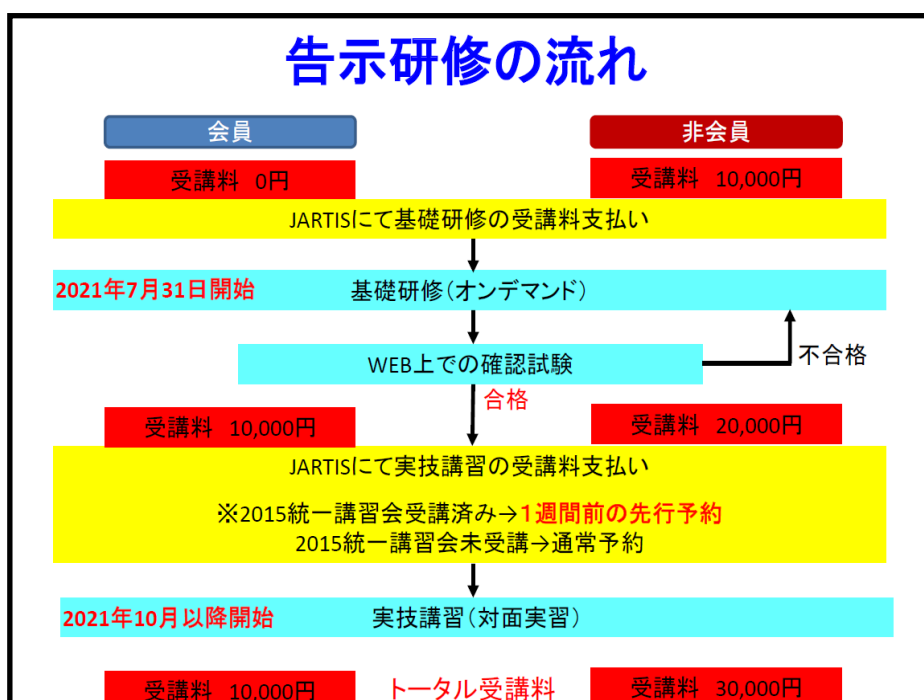 告示研修の流れ
会員
非会員
受講料 0円
受講料 10,000円
JARTISにて基礎研修の受講料支払い
2021年7月31日開始 基礎研修(オンデマンド)
WEB上での確認試験
不合格
合格
受講料 10,000円
受講料 20,000円
JARTISにて実技講習の受講料支払い
※2015統一講習会受講済み→1週間前の先行予約
2015統一講習会未受講→通常予約
2021年10月以降開始 実技講習(対面実習)
受講料 10,000円 トータル受講料 受講料 30,000円